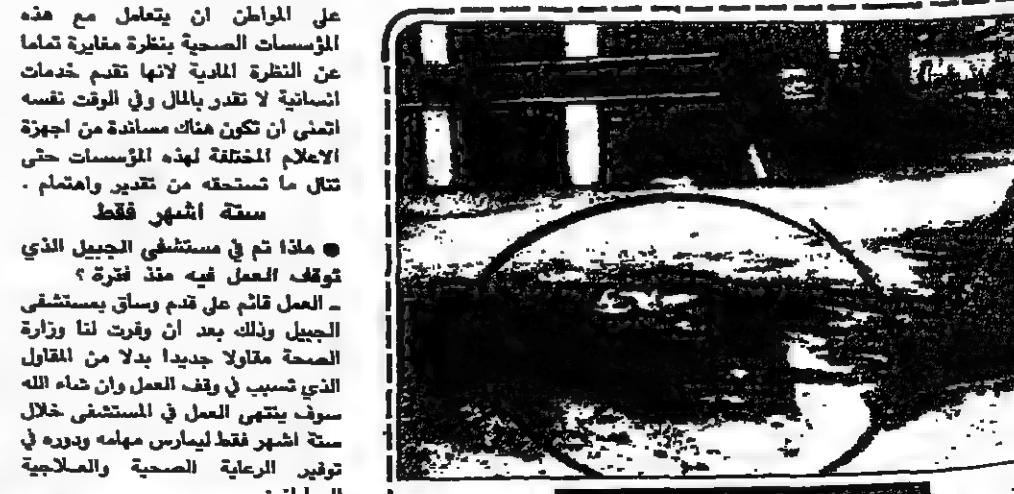 على المواطن ان يتعامل مع هذه
المؤسسات الصحية بنظرة مغايرة تماما
عن النظرة المادية لانها تقدم خدمات
انسانية لا تقدر بالمال وفي الوقت نفسه
اتمنى ان تكون هناك مساندة من اجهزة
الاعلام المختلفة لهذه المؤسسات حتى
تنال ما تستحقه من تقدير واهتمام .
ستة اشهر فقط
● ماذا تم في مستشفى الجبيل الذي
توقف العمل فيه منذ فترة ؟
ـ العمل قائم على قدم وساق بمستشفى
الجبيل وذلك بعد ان وفرت لنا وزارة
الصحة مقاولا جديدا بدلا من المقاول
الذي تسبب في وقف العمل وان شاء الله
سوف ينتهى العمل في المستشفى خلال
ستة اشهر فقط ليمارس مهامه ودوره في
توفير الرعاية الصحية والعلاجية